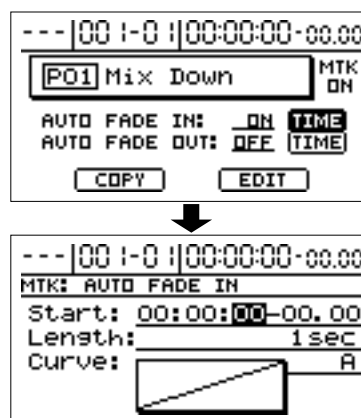 ---|001-01|00:00:00-00.00
P01 Mix Down
MTK
ON
AUTO FADE IN: ON TIME
AUTO FADE OUT: OFF TIME
COPY EDIT
---|001-01|00:00:00-00.00
MTK: AUTO FADE IN
Start: 00:00:00-00.00
Length: 1sec
Curve: A